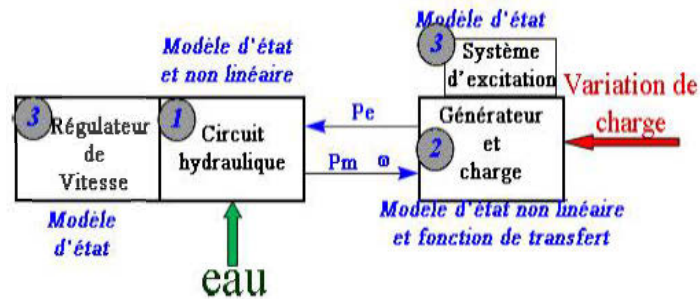 Modèle d'état
3
Système
d'excitation
Modèle d'état
et non linéaire
Variation de
charge
3
Régulateur
de
Vitesse
1
Circuit
hydraulique
Pe
Pm ω
Générateur
et
charge
2
Modèle
d'état
Modèle d'état non linéaire
et fonction de transfert
eau